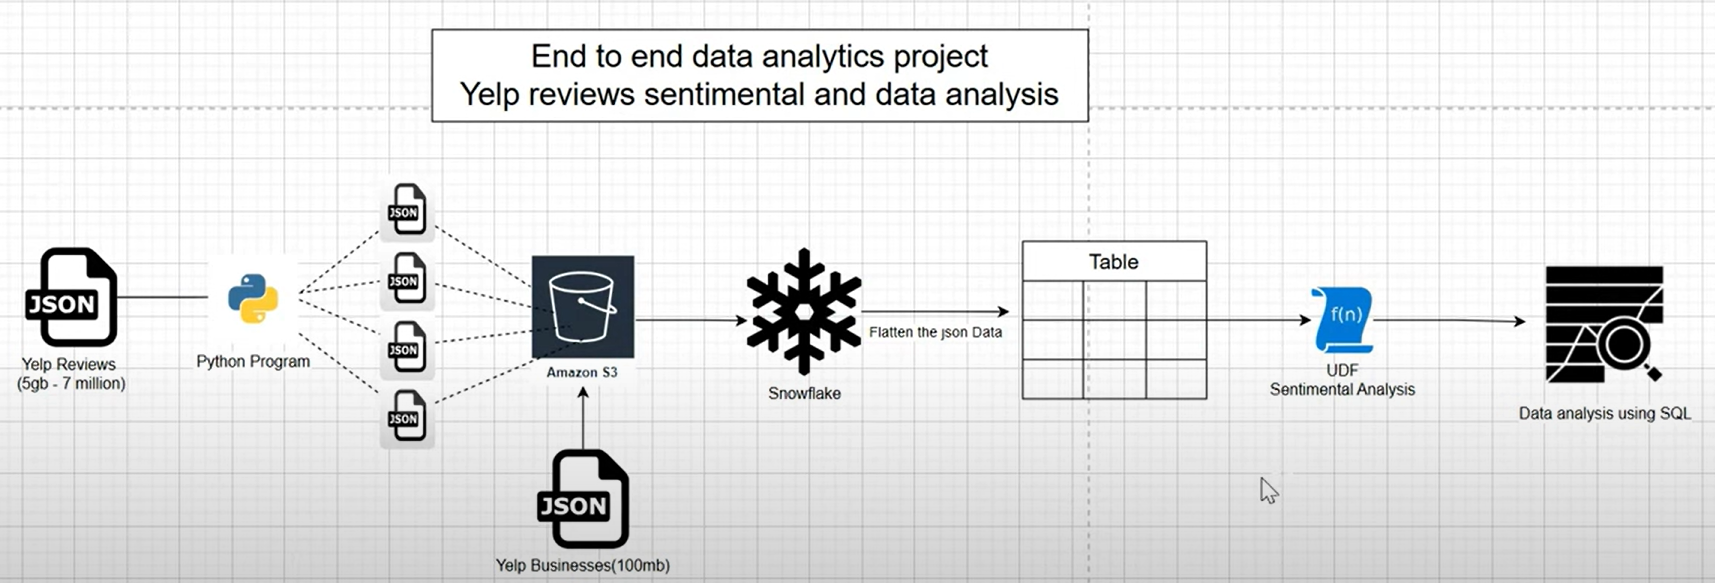 End to end data analytics project
Yelp reviews sentimental and data analysis
JSON
Yelp Reviews
(5gb - 7 million)
Python Program
JSON
JSON
JSON
JSON
Amazon S3
JSON
Yelp Businesses(100mb)
Snowflake
Flatten the json Data
Table
f(n)
UDF
Sentimental Analysis
Data analysis using SQL